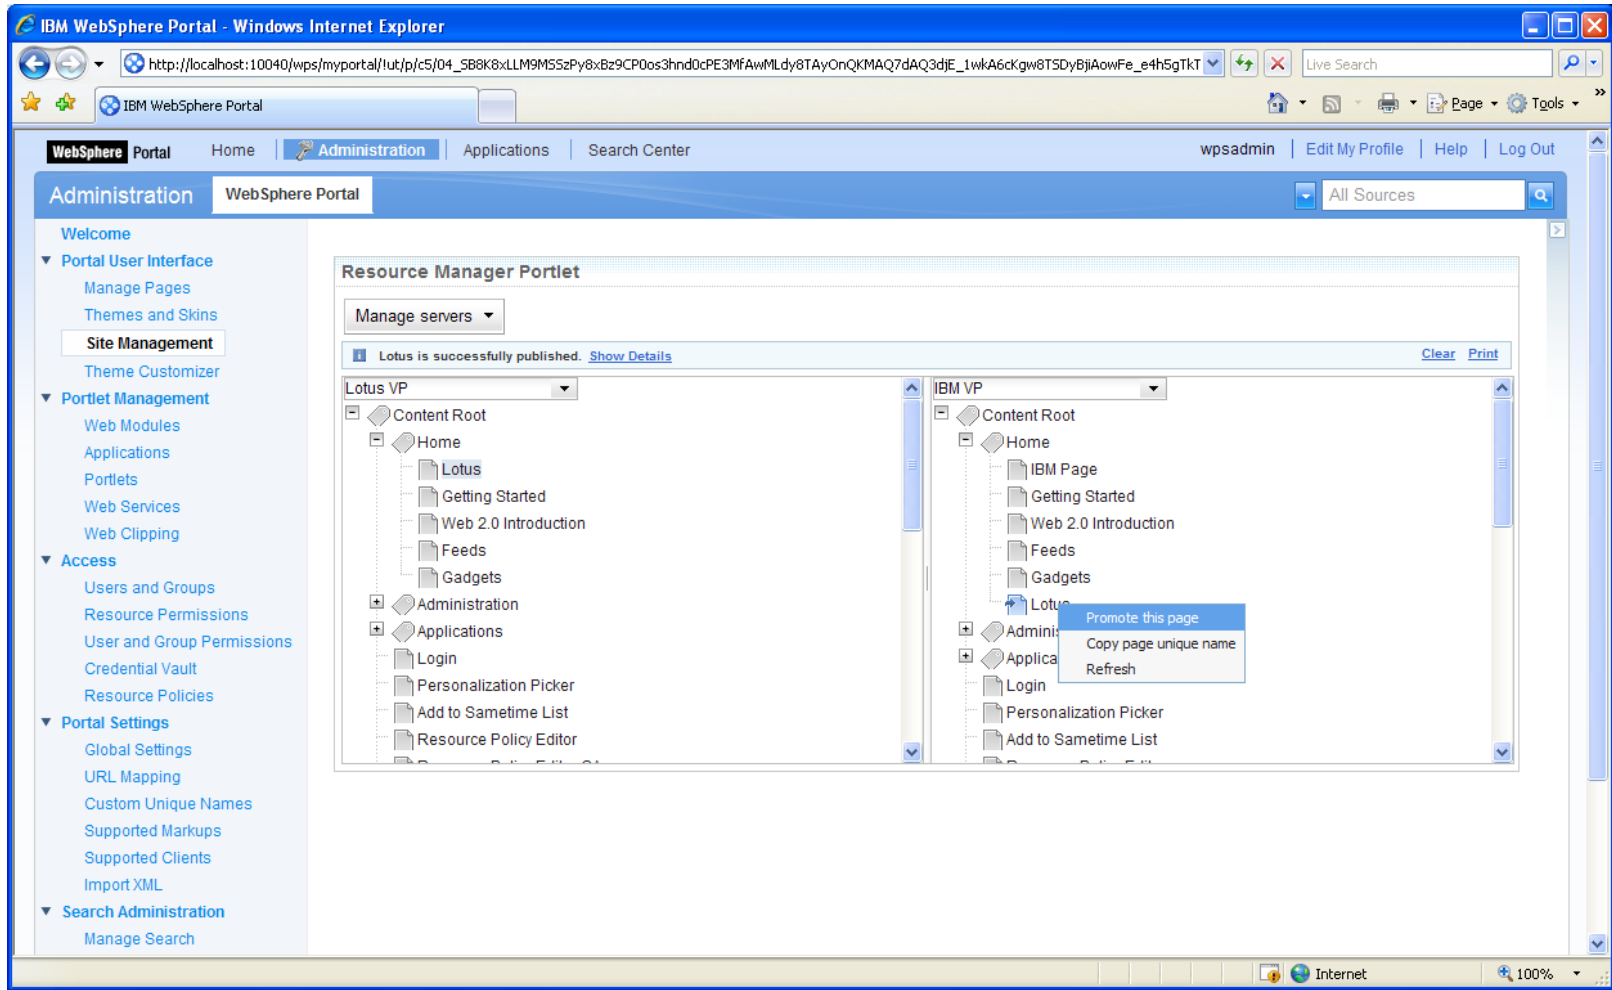 IBM WebSphere Portal - Windows Internet Explorer
Live Search
IBM WebSphere Portal
Page
Tools
WebSphere Portal
Home
Administration
Applications
Search Center
wpsadmin
Edit My Profile
Help
Log Out
Administration
WebSphere Portal
All Sources
Welcome
Portal User Interface
Manage Pages
Themes and Skins
Site Management
Theme Customizer
Portlet Management
Web Modules
Applications
Portlets
Web Services
Web Clipping
Access
Users and Groups
Resource Permissions
User and Group Permissions
Credential Vault
Resource Policies
Portal Settings
Global Settings
URL Mapping
Custom Unique Names
Supported Markups
Supported Clients
Import XML
Search Administration
Manage Search
Resource Manager Portlet
Manage servers
Lotus is successfully published. Show Details
Clear Print
Lotus VP
Content Root
Home
Lotus
Getting Started
Web 2.0 Introduction
Feeds
Gadgets
Administration
Applications
Login
Personalization Picker
Add to Sametime List
Resource Policy Editor
IBM VP
Content Root
Home
IBM Page
Getting Started
Web 2.0 Introduction
Feeds
Gadgets
Lotus
Promote this page
Copy page unique name
Refresh
Login
Personalization Picker
Add to Sametime List
Internet
100%